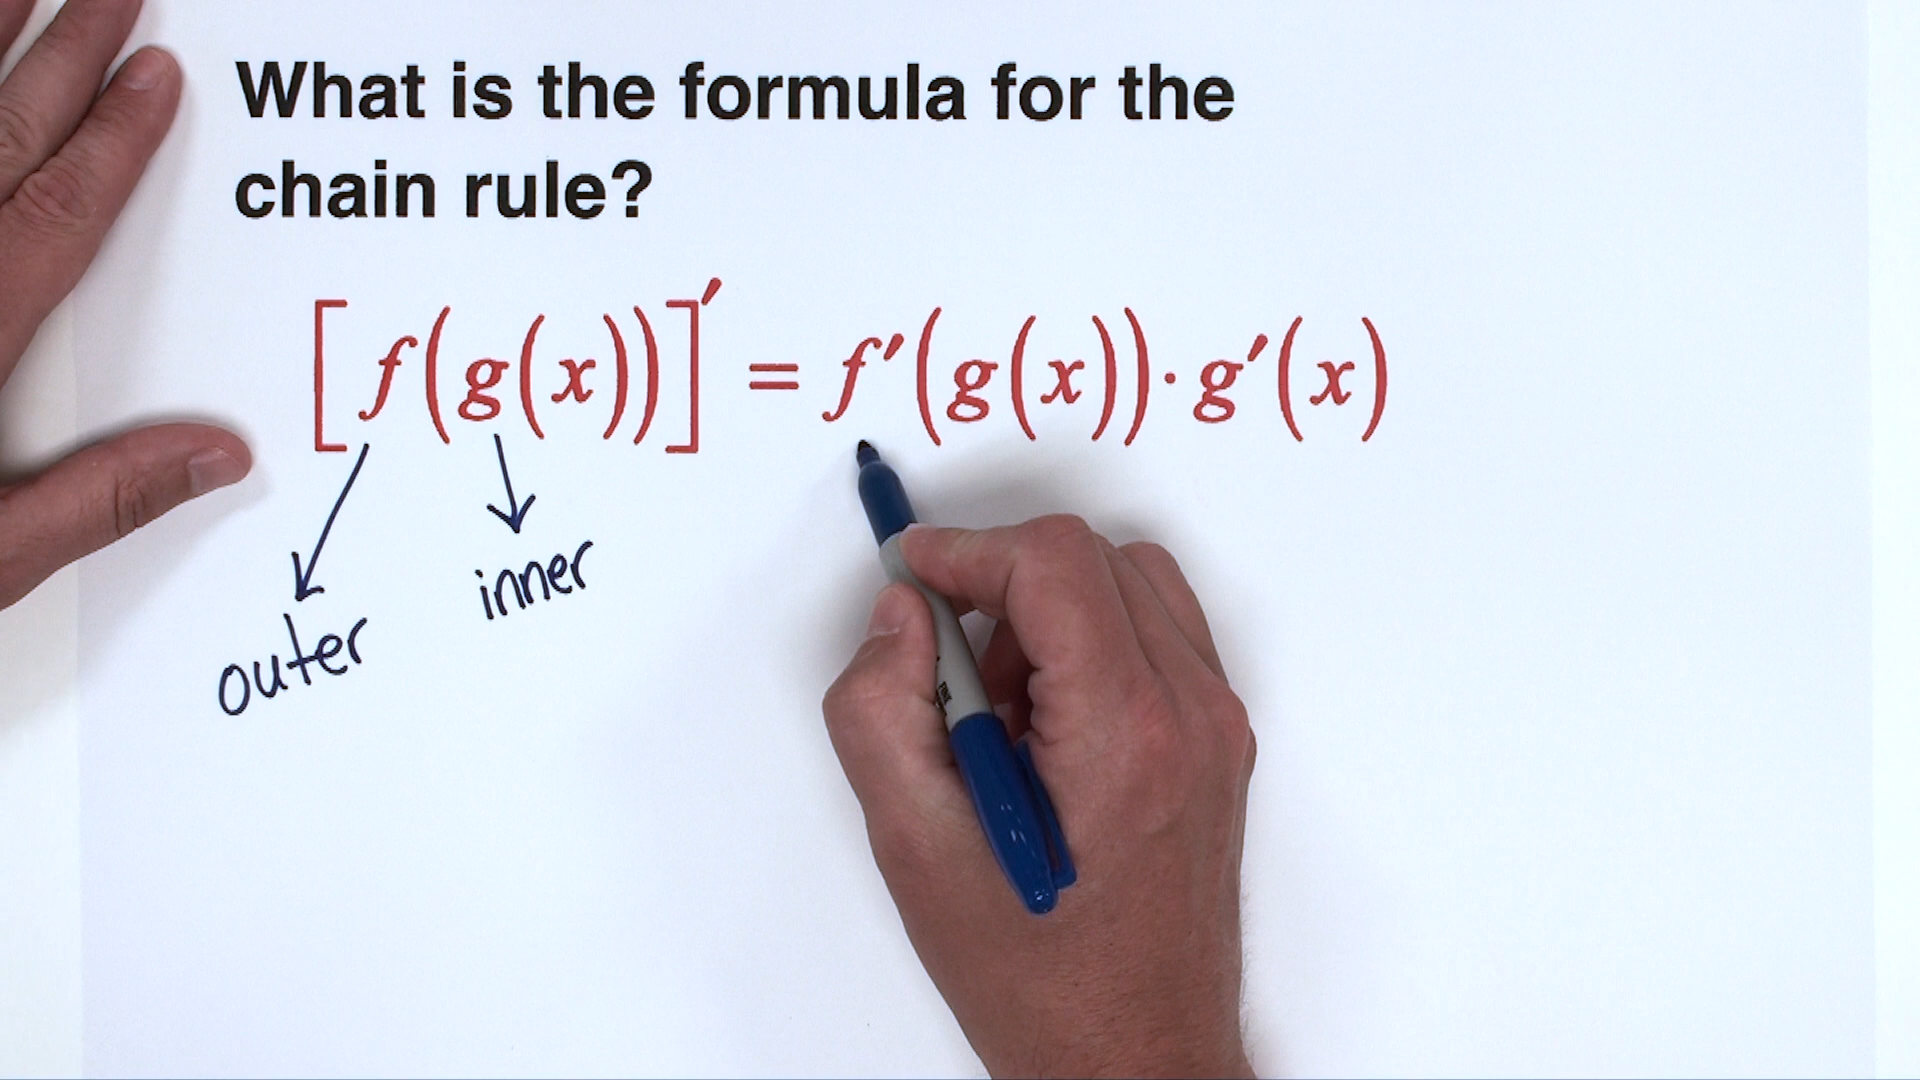 What is the formula for the
chain rule?
[f(g(x))]′ = f′(g(x))·g′(x)
inner
outer